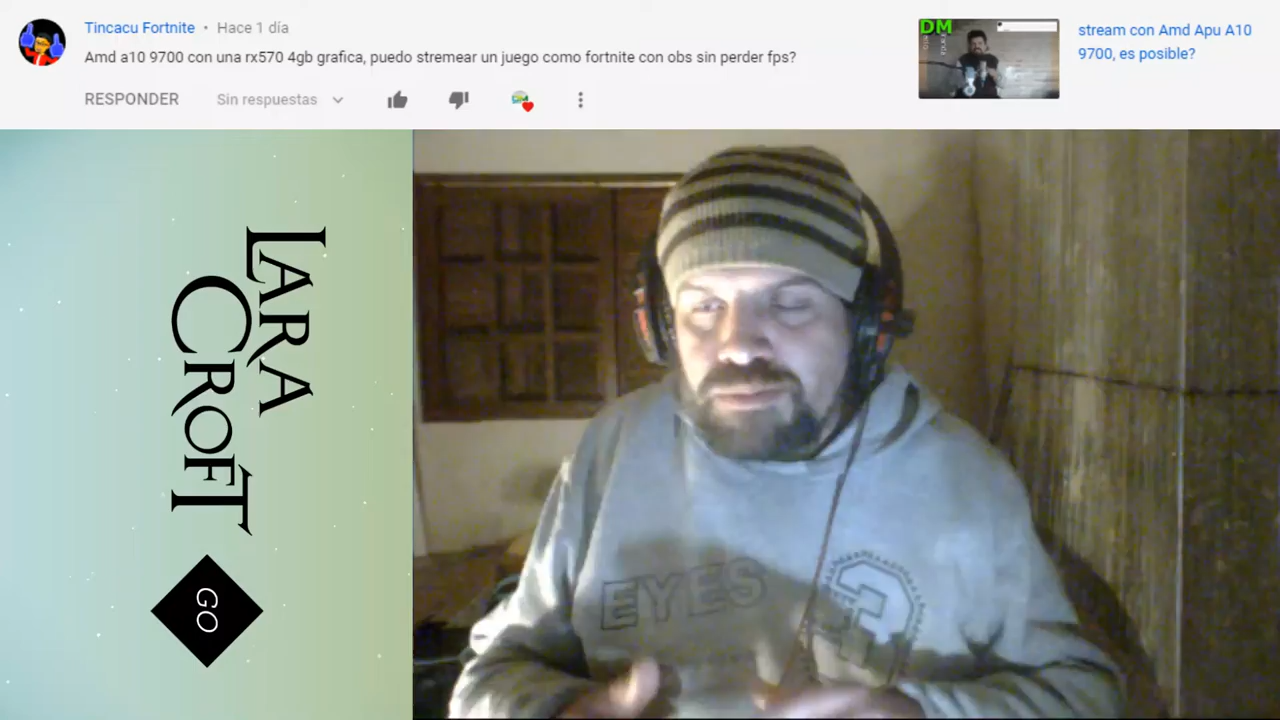 Tincacu Fortnite • Hace 1 día
Amd a10 9700 con una rx570 4gb grafica, puedo stremear un juego como fortnite con obs sin perder fps?
RESPONDER Sin respuestas
DM
stream con Amd Apu A10
9700, es posible?
LARA
CROFT
GO
EYES